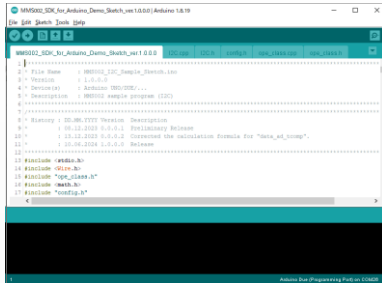 MMS002_SDK_for_Arduino_Demo_Sketch_ver.1.0.0.0 | Arduino 1.8.19
File Edit Sketch Tools Help
MMS002_SDK_for_Arduino_Demo_Sketch_ver.1.0.0.0 I2C.cpp I2C.h config.h ope_class.cpp ope_class.h
1 /****************************************************************************
2 * File Name : MMS002_I2C_Sample_Sketch.ino
3 * Version : 1.0.0.0
4 * Device(s) : Arduino UNO/DUE/...
5 * Description : MMS002 sample program (I2C)
6 ****************************************************************************/
7 /****************************************************************************
8 * History : DD.MM.YYYY Version Description
9 * : 08.12.2023 0.0.0.1 Preliminary Release
10 * : 15.12.2023 0.0.0.2 Corrected the calculation formula for "data_ad_ntemp".
11 * : 10.06.2024 1.0.0.0 Release
12 ****************************************************************************/
13 #include <stdio.h>
14 #include <Wire.h>
15 #include "ope_class.h"
16 #include <math.h>
17 #include "config.h"
1
Arduino Due (Programming Port) on COM20